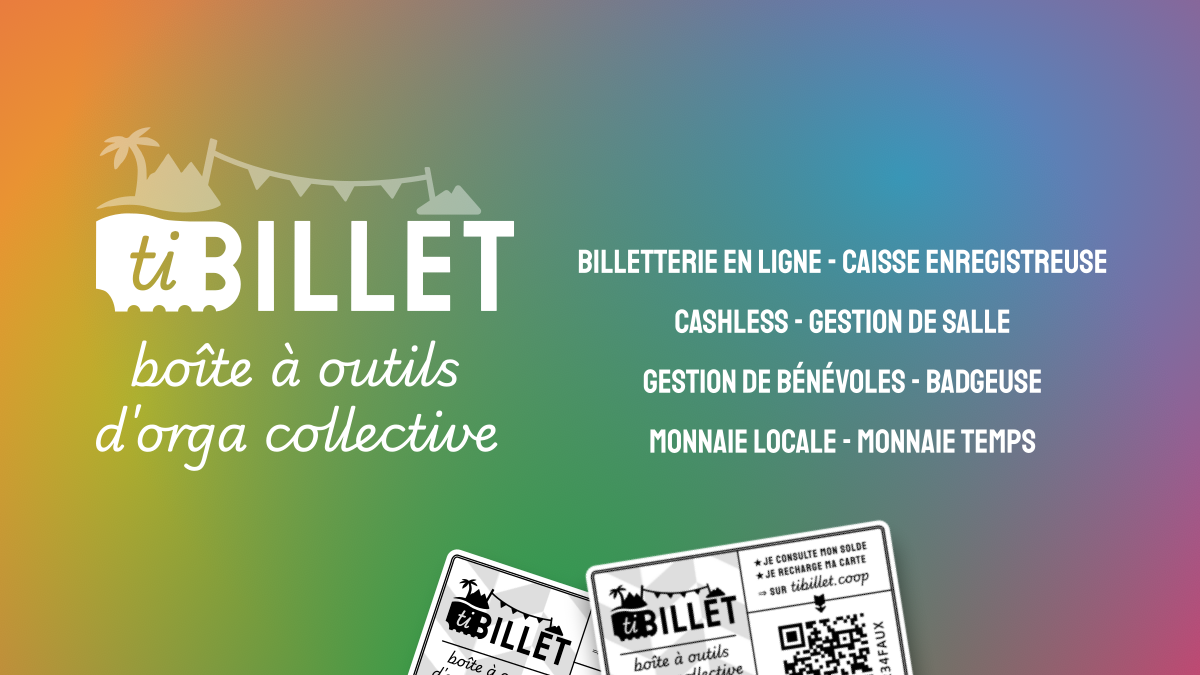 tiBILLET
boîte à outils
d'orga collective
BILLETTERIE EN LIGNE - CAISSE ENREGISTREUSE
CASHLESS - GESTION DE SALLE
GESTION DE BÉNÉVOLES - BADGEUSE
MONNAIE LOCALE - MONNAIE TEMPS
tiBILLET
boîte à
tiBILLET
boîte à outils
★JE CONSULTE MON SOLDE
★JE RECHARGE MA CARTE
⇒ SUR tibillet.coop
34FAUX